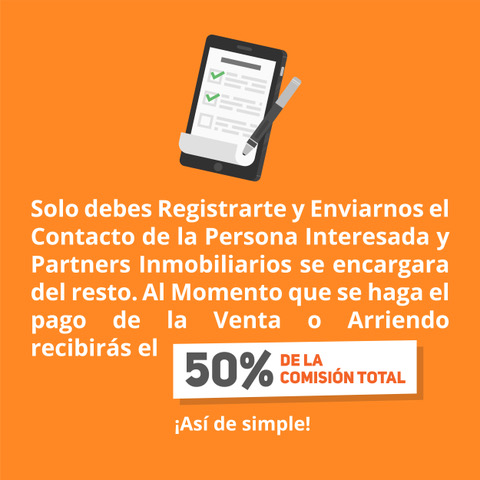 Solo debes Registrarte y Enviarnos el
Contacto de la Persona Interesada y
Partners Inmobiliarios se encargara
del resto. Al Momento que se haga el
pago de la Venta o Arriendo
recibirás el
50% DE LA
COMISIÓN TOTAL
¡Así de simple!